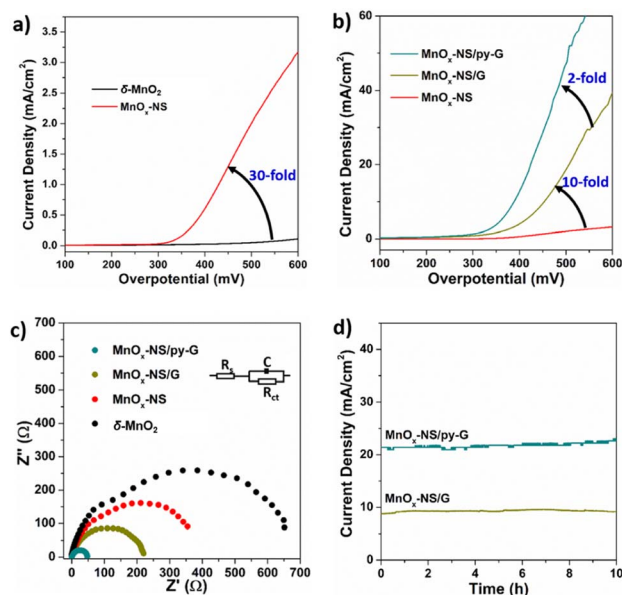 a)
3.5
3.0
2.5
2.0
1.5
1.0
0.5
0.0
Current Density (mA/cm²)
δ-MnO₂
MnOₓ-NS
30-fold
100 200 300 400 500 600
Overpotential (mV)
b)
60
40
20
0
Current Density (mA/cm²)
MnOₓ-NS/py-G
MnOₓ-NS/G
MnOₓ-NS
2-fold
10-fold
100 200 300 400 500 600
Overpotential (mV)
c)
700
600
500
400
300
200
100
0
Z'' (Ω)
MnOₓ-NS/py-G
MnOₓ-NS/G
MnOₓ-NS
δ-MnO₂
Rₛ
C
R꜀ₜ
0 100 200 300 400 500 600 700
Z' (Ω)
d)
40
30
20
10
0
Current Density (mA/cm²)
MnOₓ-NS/py-G
MnOₓ-NS/G
0 2 4 6 8 10
Time (h)